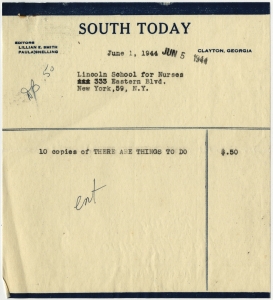 SOUTH TODAY
EDITORS
LILLIAN E. SMITH
PAULA SNELLING
CLAYTON, GEORGIA
June 1, 1944 JUN 5 1944
.50
Lincoln School for Nurses
333 Eastern Blvd.
New York,59, N.Y.
10 copies of THERE ARE THINGS TO DO $.50
ent